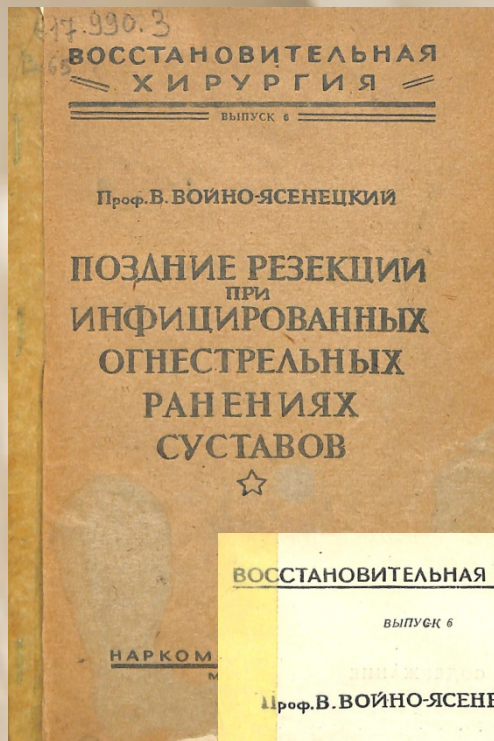 617.990.3
В 65
ВОССТАНОВИТЕЛЬНАЯ
ХИРУРГИЯ
ВЫПУСК 6
Проф. В. ВОЙНО-ЯСЕНЕЦКИЙ
ПОЗДНИЕ РЕЗЕКЦИИ
ПРИ
ИНФИЦИРОВАННЫХ
ОГНЕСТРЕЛЬНЫХ
РАНЕНИЯХ
СУСТАВОВ
НАРКОМ
М
ВОССТАНОВИТЕЛЬНАЯ
ВЫПУСК 6
Проф. В. ВОЙНО-ЯСЕНЕ